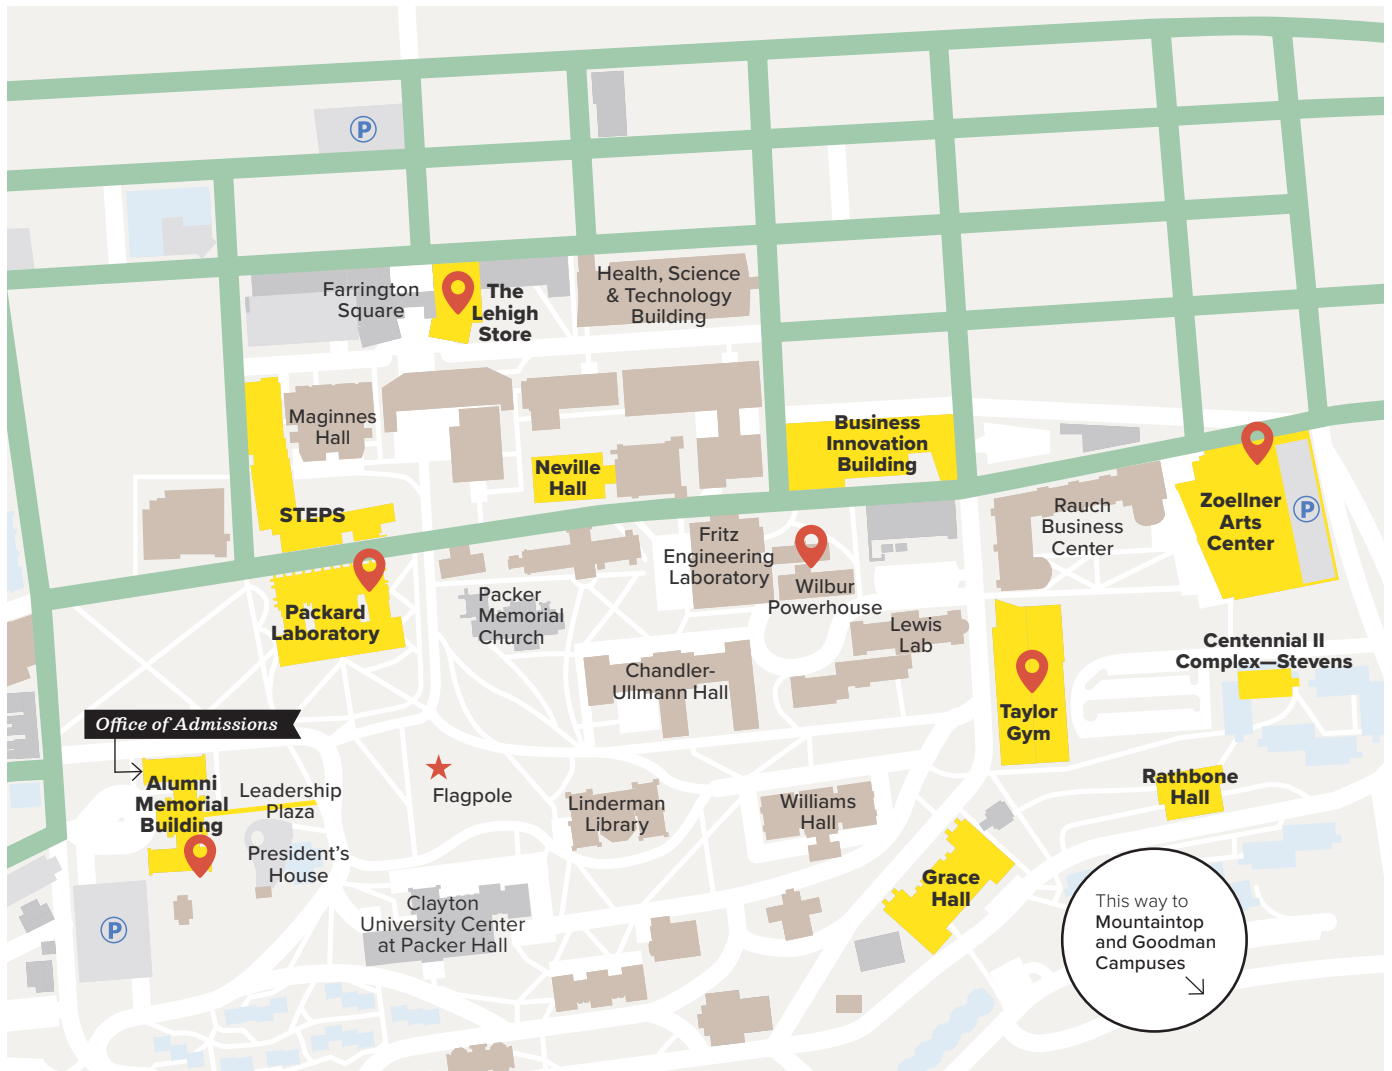 P
Farrington
Square
The
Lehigh
Store
Health, Science
& Technology
Building
Maginnes
Hall
Neville
Hall
Business
Innovation
Building
STEPS
Rauch
Business
Center
Zoellner
Arts
Center
P
Fritz
Engineering
Laboratory
Wilbur
Powerhouse
Packard
Laboratory
Packer
Memorial
Church
Lewis
Lab
Chandler-
Ullmann Hall
Centennial II
Complex—Stevens
Taylor
Gym
Office of Admissions
Alumni
Memorial
Building
Leadership
Plaza
Flagpole
Linderman
Library
Williams
Hall
Rathbone
Hall
President's
House
Grace
Hall
Clayton
University Center
at Packer Hall
P
This way to
Mountaintop
and Goodman
Campuses